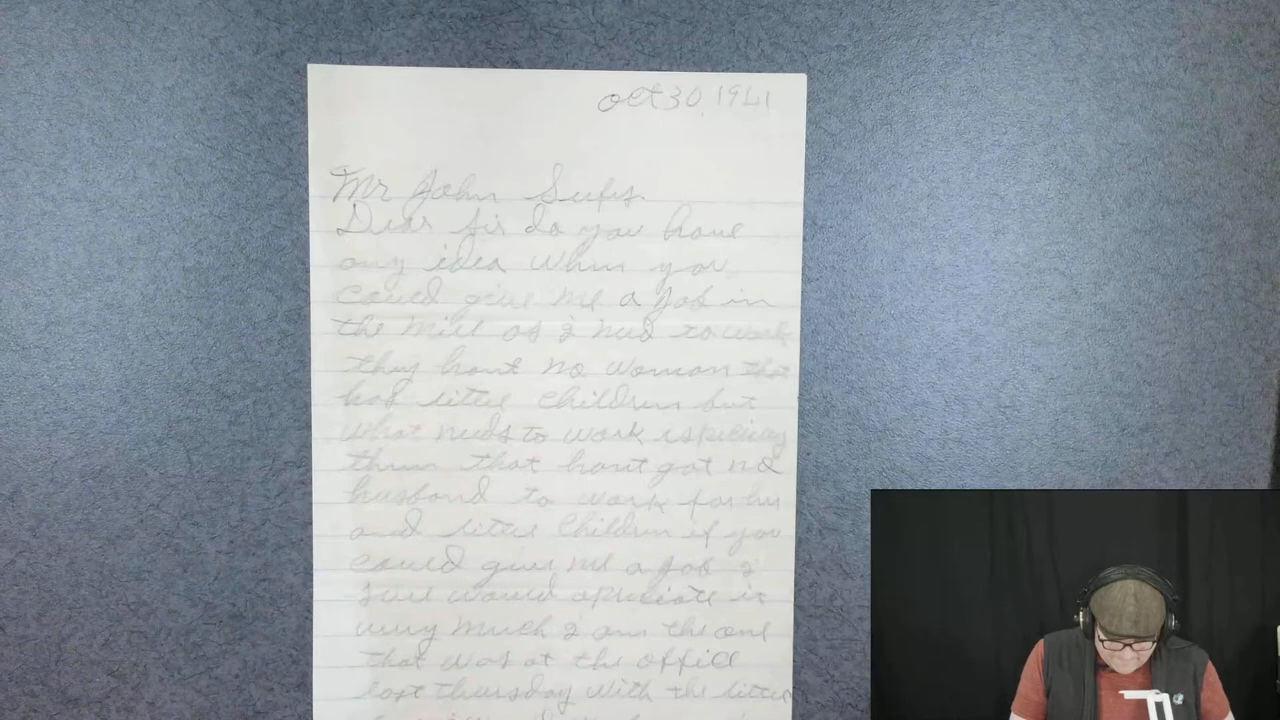 Oct 30, 1941
Mr John
Dear Sir do you have
any idea when you
could give me a Job in
the Mill as I need to work
they hant no Woman that
has little Children but
what needs to work
them that hant got no
husband to work for her
and little Children if you
could give me a Job I
Sure would apreciate it
very much I am the one
that was at the office
last thursday with the little